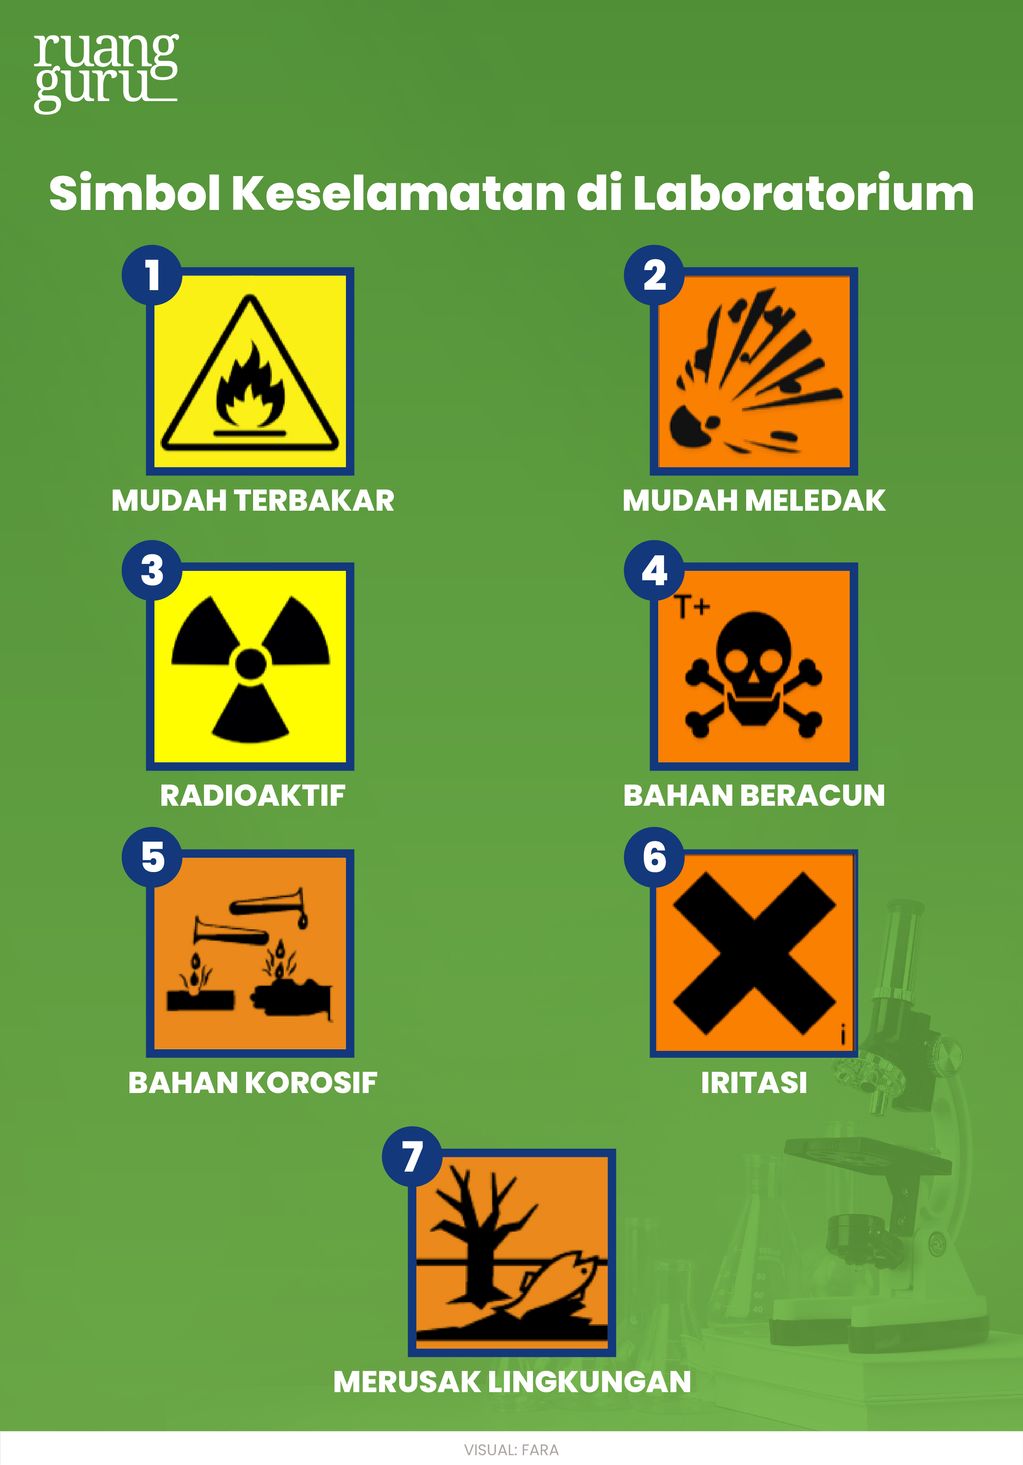 ruang
guru
Simbol Keselamatan di Laboratorium
1
MUDAH TERBAKAR
2
MUDAH MELEDAK
3
RADIOAKTIF
4
T+
BAHAN BERACUN
5
BAHAN KOROSIF
6
i
IRITASI
7
MERUSAK LINGKUNGAN
VISUAL: FARA